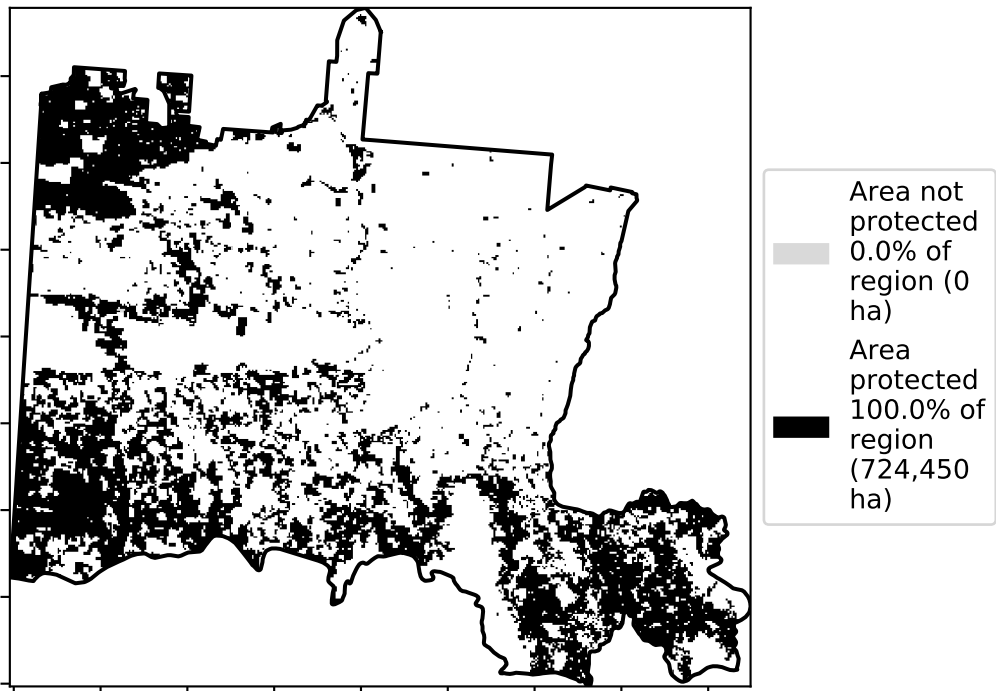 Area not
protected
0.0% of
region (0
ha)
Area
protected
100.0% of
region
(724,450
ha)